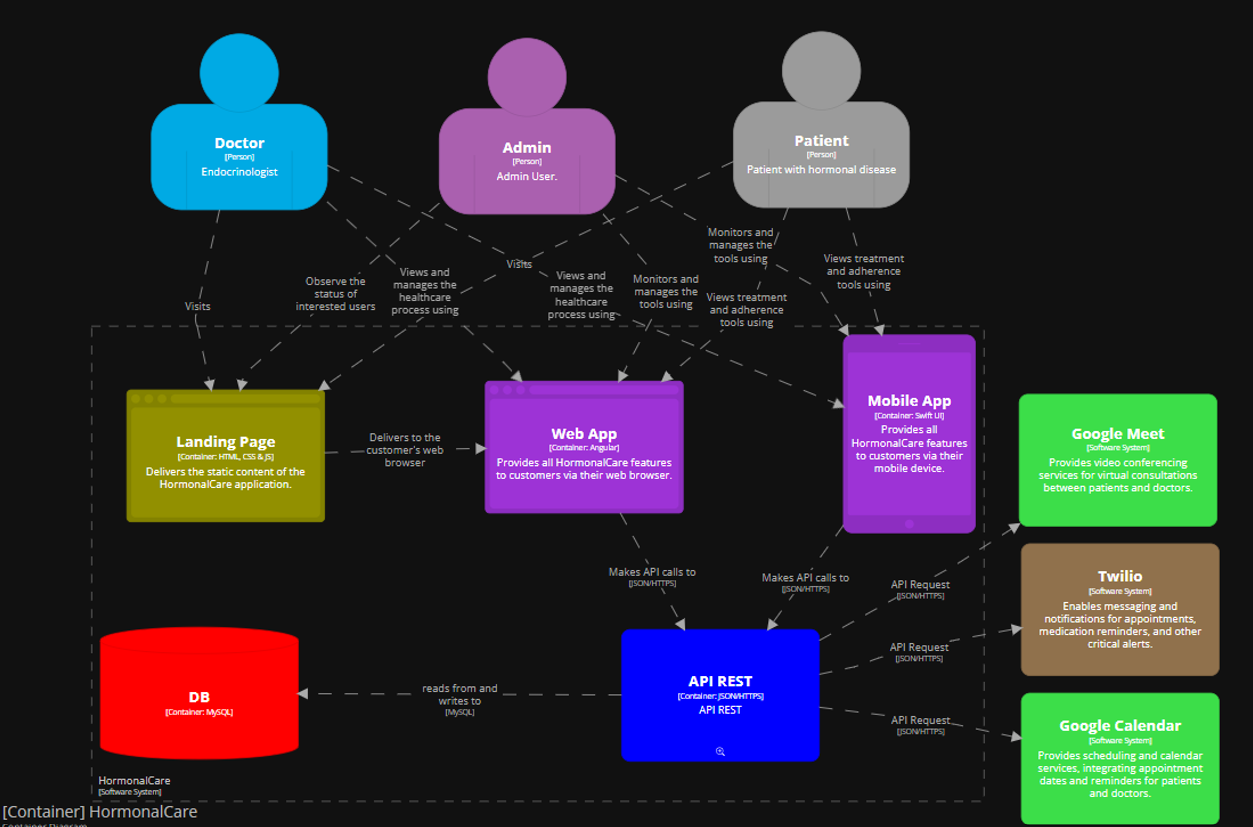 Doctor
[Person]
Endocrinologist
Admin
[Person]
Admin User.
Patient
[Person]
Patient with hormonal disease
Visits
Observe the
status of
interested users
Views and
manages the
healthcare
process using
Visits
Views and
manages the
healthcare
process using
Monitors and
manages the
tools using
Monitors and
manages the
tools using
Views treatment
and adherence
tools using
Views treatment
and adherence
tools using
Landing Page
[Container: HTML, CSS & JS]
Delivers the static content of the
HormonalCare application.
Delivers to the
customer's web
browser
Web App
[Container: Angular]
Provides all HormonalCare features
to customers via their web browser.
Mobile App
[Container: Swift UI]
Provides all
HormonalCare features
to customers via their
mobile device.
Google Meet
[Software System]
Provides video conferencing
services for virtual consultations
between patients and doctors.
Makes API calls to
[JSON/HTTPS]
Makes API calls to
[JSON/HTTPS]
API Request
[JSON/HTTPS]
Twilio
[Software System]
Enables messaging and
notifications for appointments,
medication reminders, and other
critical alerts.
API Request
[JSON/HTTPS]
DB
[Container: MySQL]
reads from and
writes to
[MySQL]
API REST
[Container: JSON/HTTPS]
API REST
API Request
[JSON/HTTPS]
Google Calendar
[Software System]
Provides scheduling and calendar
services, integrating appointment
dates and reminders for patients
and doctors.
HormonalCare
[Software System]
[Container] HormonalCare
Container Diagram